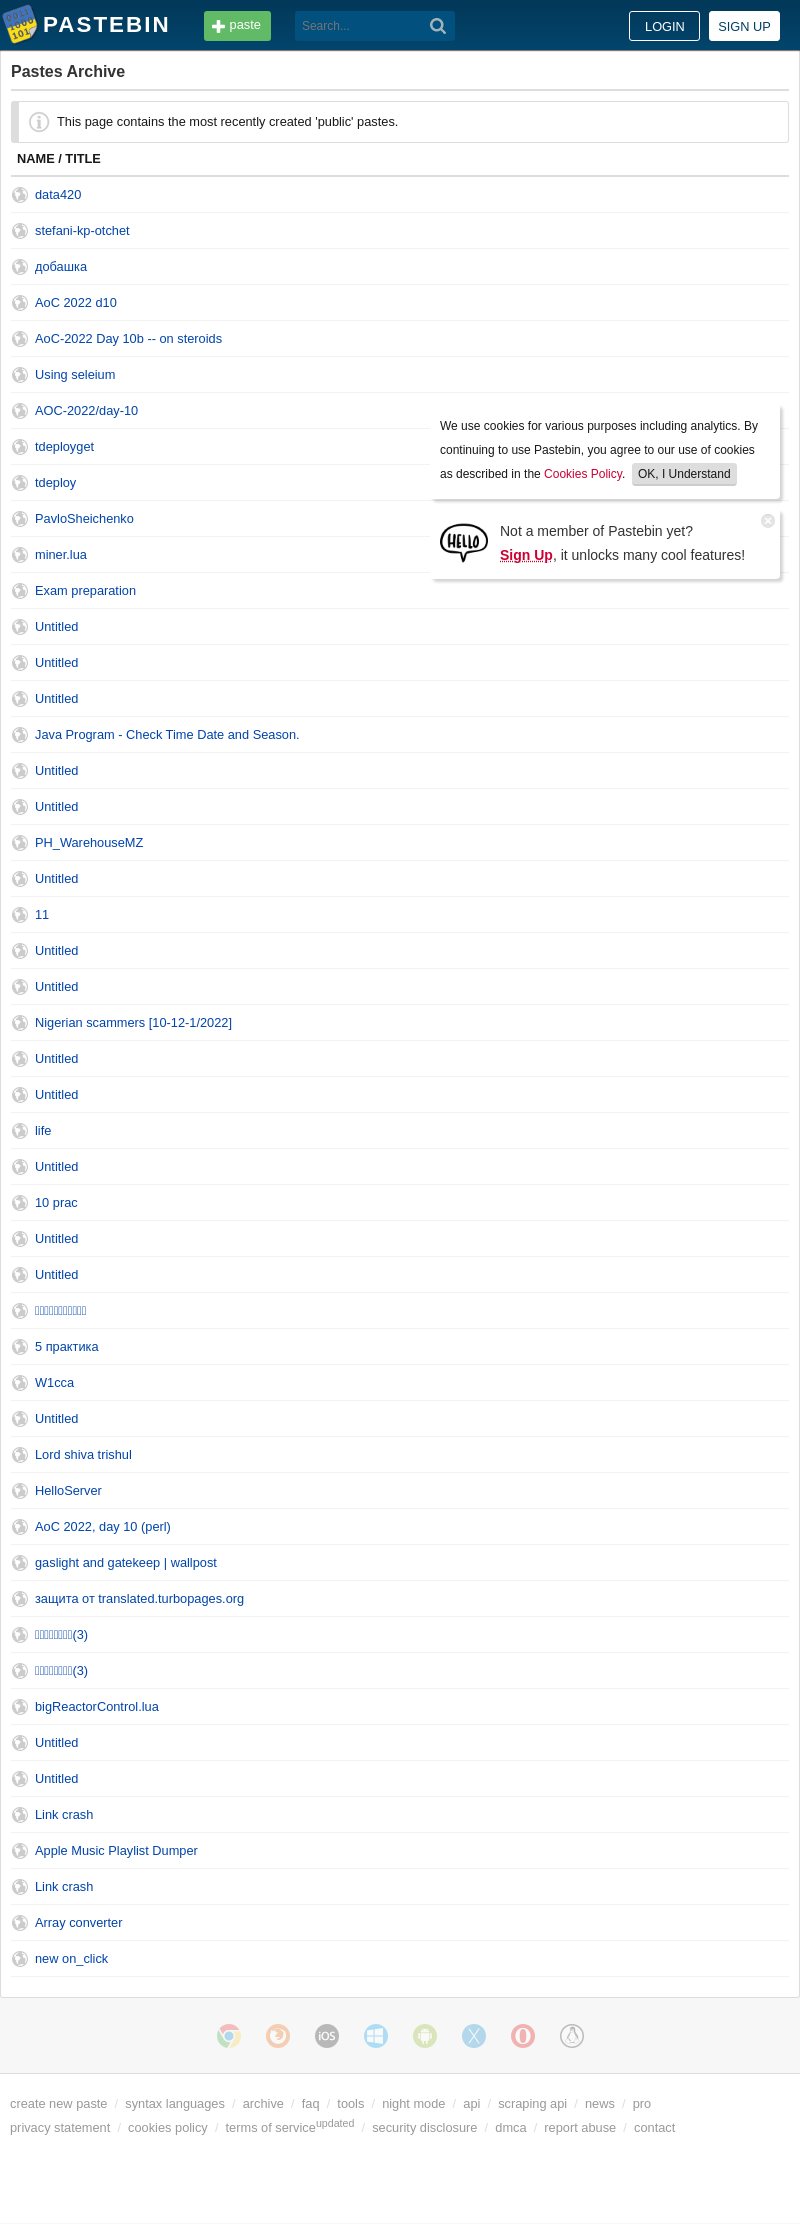 PASTEBIN
paste
Search...
LOGIN
SIGN UP
Pastes Archive
This page contains the most recently created 'public' pastes.
NAME / TITLE
data420
stefani-kp-otchet
добашка
AoC 2022 d10
AoC-2022 Day 10b -- on steroids
Using seleium
AOC-2022/day-10
tdeployget
tdeploy
PavloSheichenko
miner.lua
We use cookies for various purposes including analytics. By
continuing to use Pastebin, you agree to our use of cookies
as described in the Cookies Policy. OK, I Understand
HELLO
Not a member of Pastebin yet?
Sign Up, it unlocks many cool features!
Exam preparation
Untitled
Untitled
Untitled
Java Program - Check Time Date and Season.
Untitled
Untitled
PH_WarehouseMZ
Untitled
11
Untitled
Untitled
Nigerian scammers [10-12-1/2022]
Untitled
Untitled
life
Untitled
10 prac
Untitled
Untitled
5 практика
W1cca
Untitled
Lord shiva trishul
HelloServer
AoC 2022, day 10 (perl)
gaslight and gatekeep | wallpost
защита от translated.turbopages.org
(3)
(3)
bigReactorControl.lua
Untitled
Untitled
Link crash
Apple Music Playlist Dumper
Link crash
Array converter
new on_click
iOS
create new paste / syntax languages / archive / faq / tools / night mode / api / scraping api / news / pro
privacy statement / cookies policy / terms of service updated / security disclosure / dmca / report abuse / contact